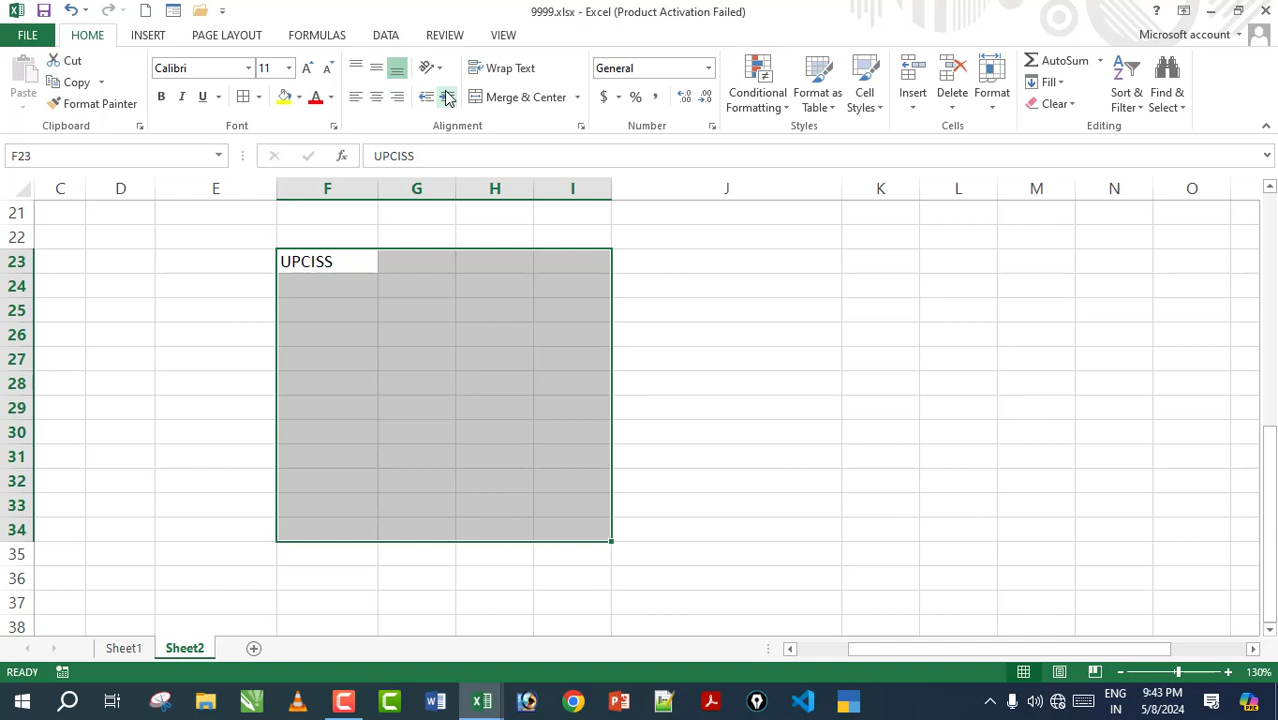 9999.xlsx - Excel (Product Activation Failed)
FILE HOME INSERT PAGE LAYOUT FORMULAS DATA REVIEW VIEW Microsoft account
Paste Cut Copy Format Painter
Calibri 11
B I U A
Wrap Text
Merge & Center
General
$ % ,
Conditional Formatting Format as Table Cell Styles
Insert Delete Format
AutoSum Fill Clear
Sort & Filter Find & Select
Clipboard Font Alignment Number Styles Cells Editing
F23 fx UPCISS
C D E F G H I J K L M N O
21
22
23 UPCISS
24
25
26
27
28
29
30
31
32
33
34
35
36
37
38
Sheet1 Sheet2
READY 130%
ENG IN 9:43 PM 5/8/2024